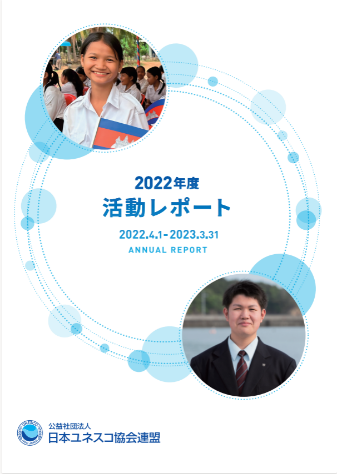 2022年度
活動レポート
2022.4.1-2023.3.31
ANNUAL REPORT
公益社団法人
日本ユネスコ協会連盟